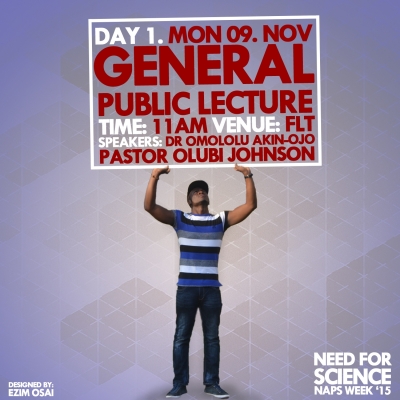 DAY 1. MON 09. NOV
GENERAL
PUBLIC LECTURE
TIME: 11AM VENUE: FLT
SPEAKERS: DR OMOLOLU AKIN-OJO
PASTOR OLUBI JOHNSON
DESIGNED BY:
EZIM OSAI
NEED FOR
SCIENCE
NAPS WEEK '15